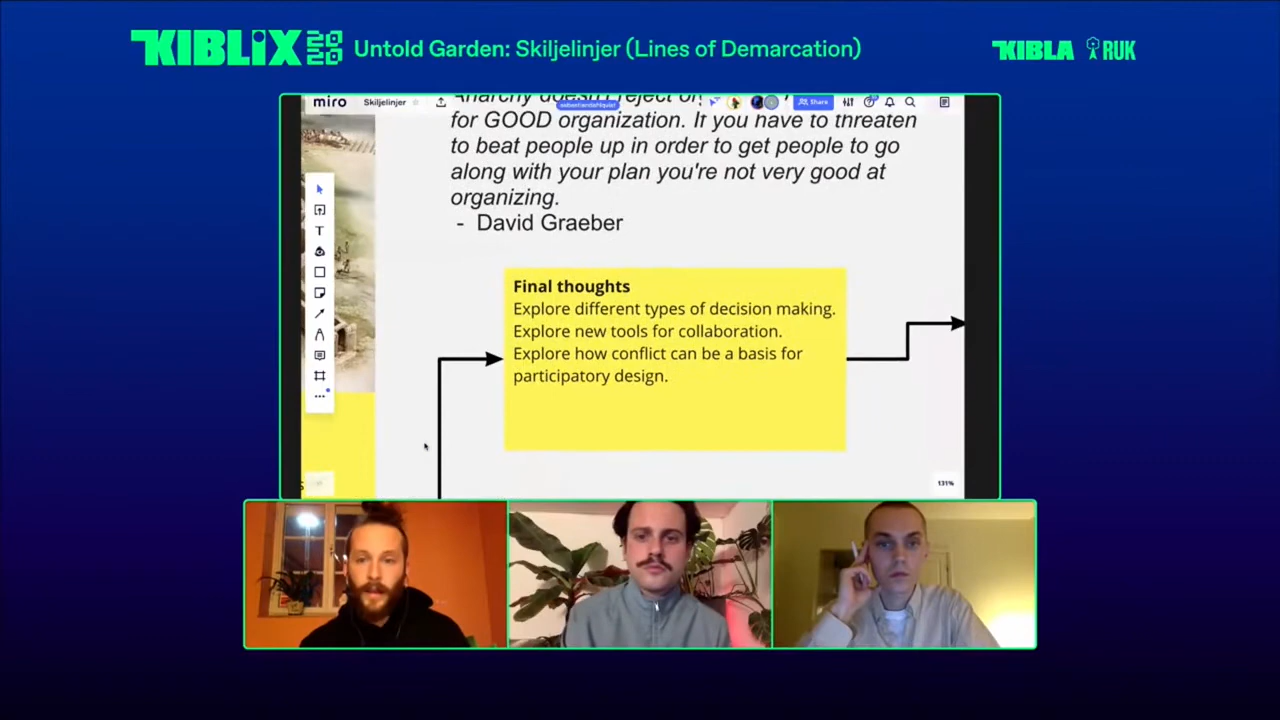 KIBLIX 2020 Untold Garden: Skiljelinjer (Lines of Demarcation)
KIBLA RUK
miro Skiljelinjer
Share
Anarchy doesn't reject
for GOOD organization. If you have to threaten
to beat people up in order to get people to go
along with your plan you're not very good at
organizing.
- David Graeber
Final thoughts
Explore different types of decision making.
Explore new tools for collaboration.
Explore how conflict can be a basis for
participatory design.
131%